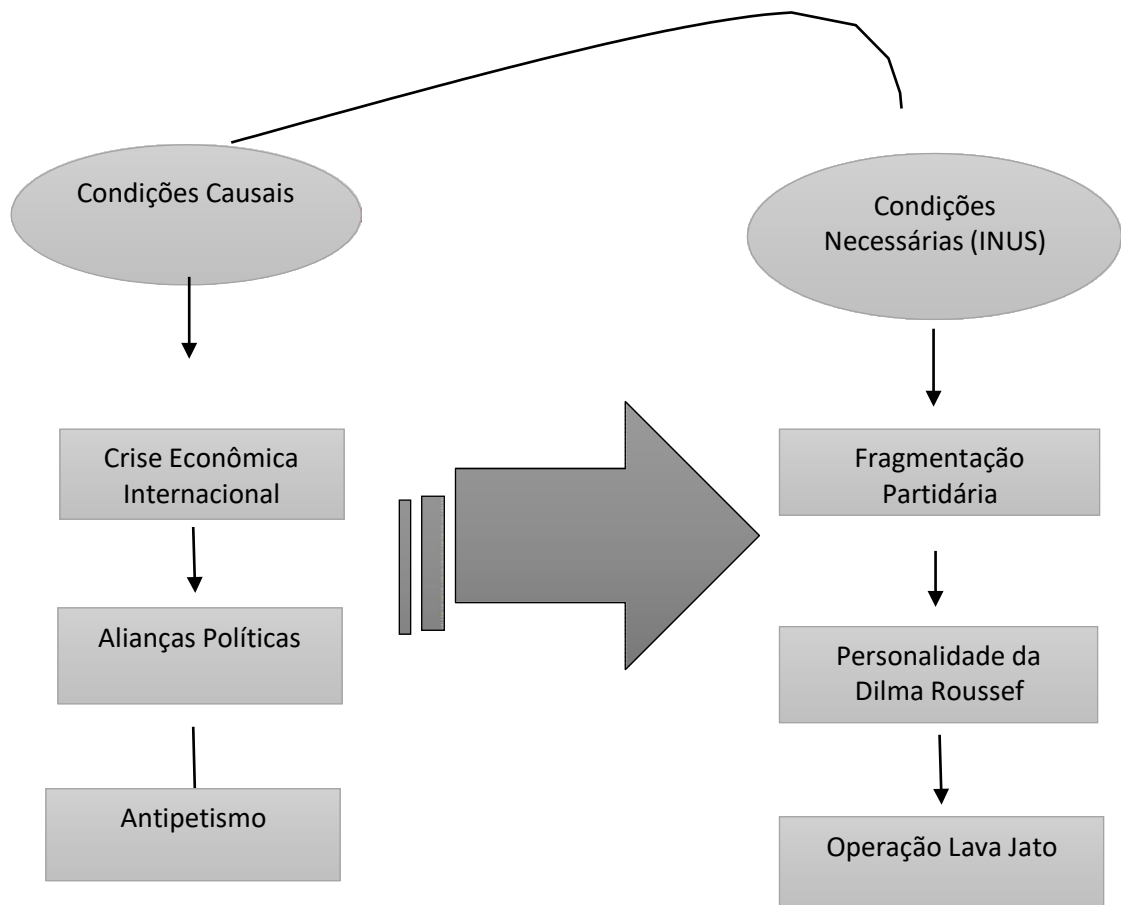 Condições Causais
Crise Econômica
Internacional
Alianças Políticas
Antipetismo
Condições
Necessárias (INUS)
Fragmentação
Partidária
Personalidade da
Dilma Roussef
Operação Lava Jato